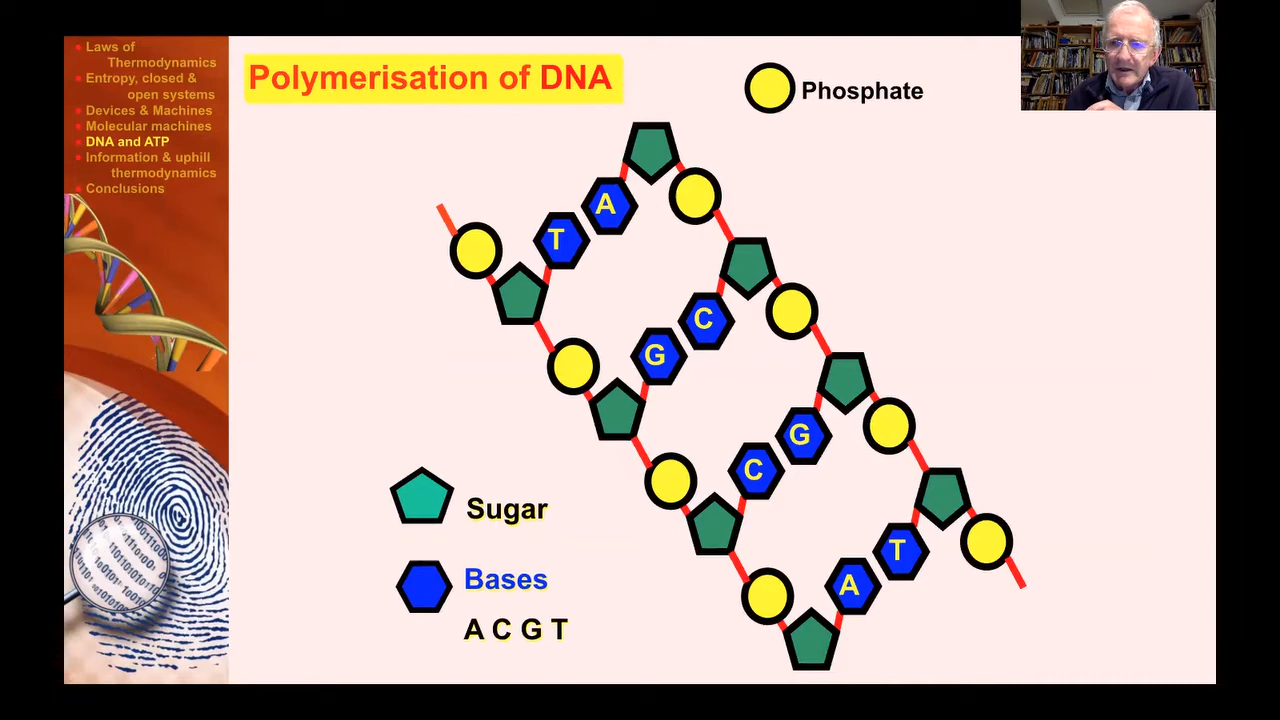 Laws of
Thermodynamics
Entropy, closed &
open systems
Devices & Machines
Molecular machines
DNA and ATP
Information & uphill
thermodynamics
Conclusions
Polymerisation of DNA
Phosphate
T A
G C
C G
A T
Sugar
Bases
A C G T